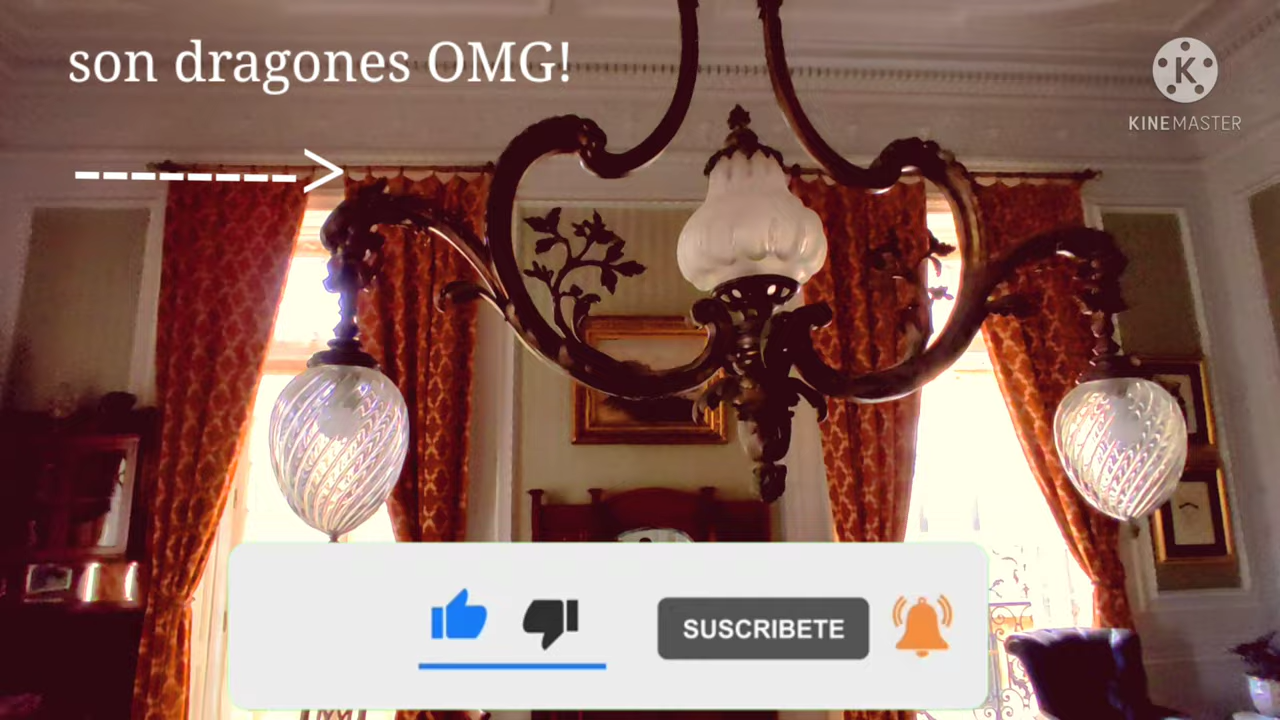 son dragones OMG!
--------->
K
KINEMASTER
SUSCRIBETE